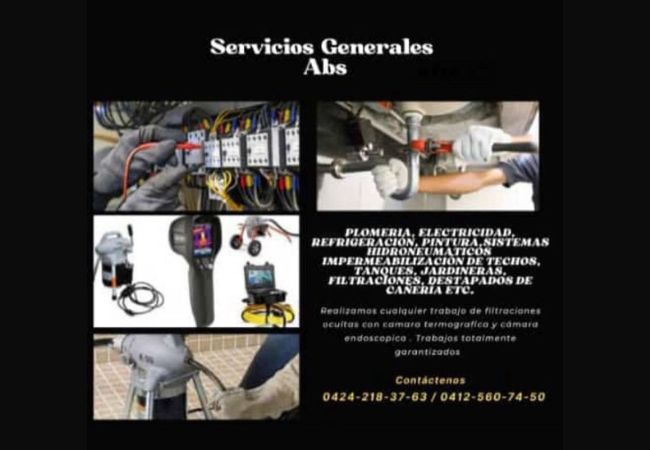 Servicios Generales
Abs
PLOMERIA, ELECTRICIDAD,
REFRIGERACIÓN, PINTURA,SISTEMAS
HIDRONEUMATICOS
IMPERMEABILIZACIÓN DE TECHOS,
TANQUES, JARDINERAS,
FILTRACIONES, DESTAPADOS DE
CAÑERIA ETC.
Realizamos cualquier trabajo de filtraciones
ocultas con camara termografica y cámara
endoscopica . Trabajos totalmente
garantizados
Contáctenos
0424-218-37-63 / 0412-560-74-50